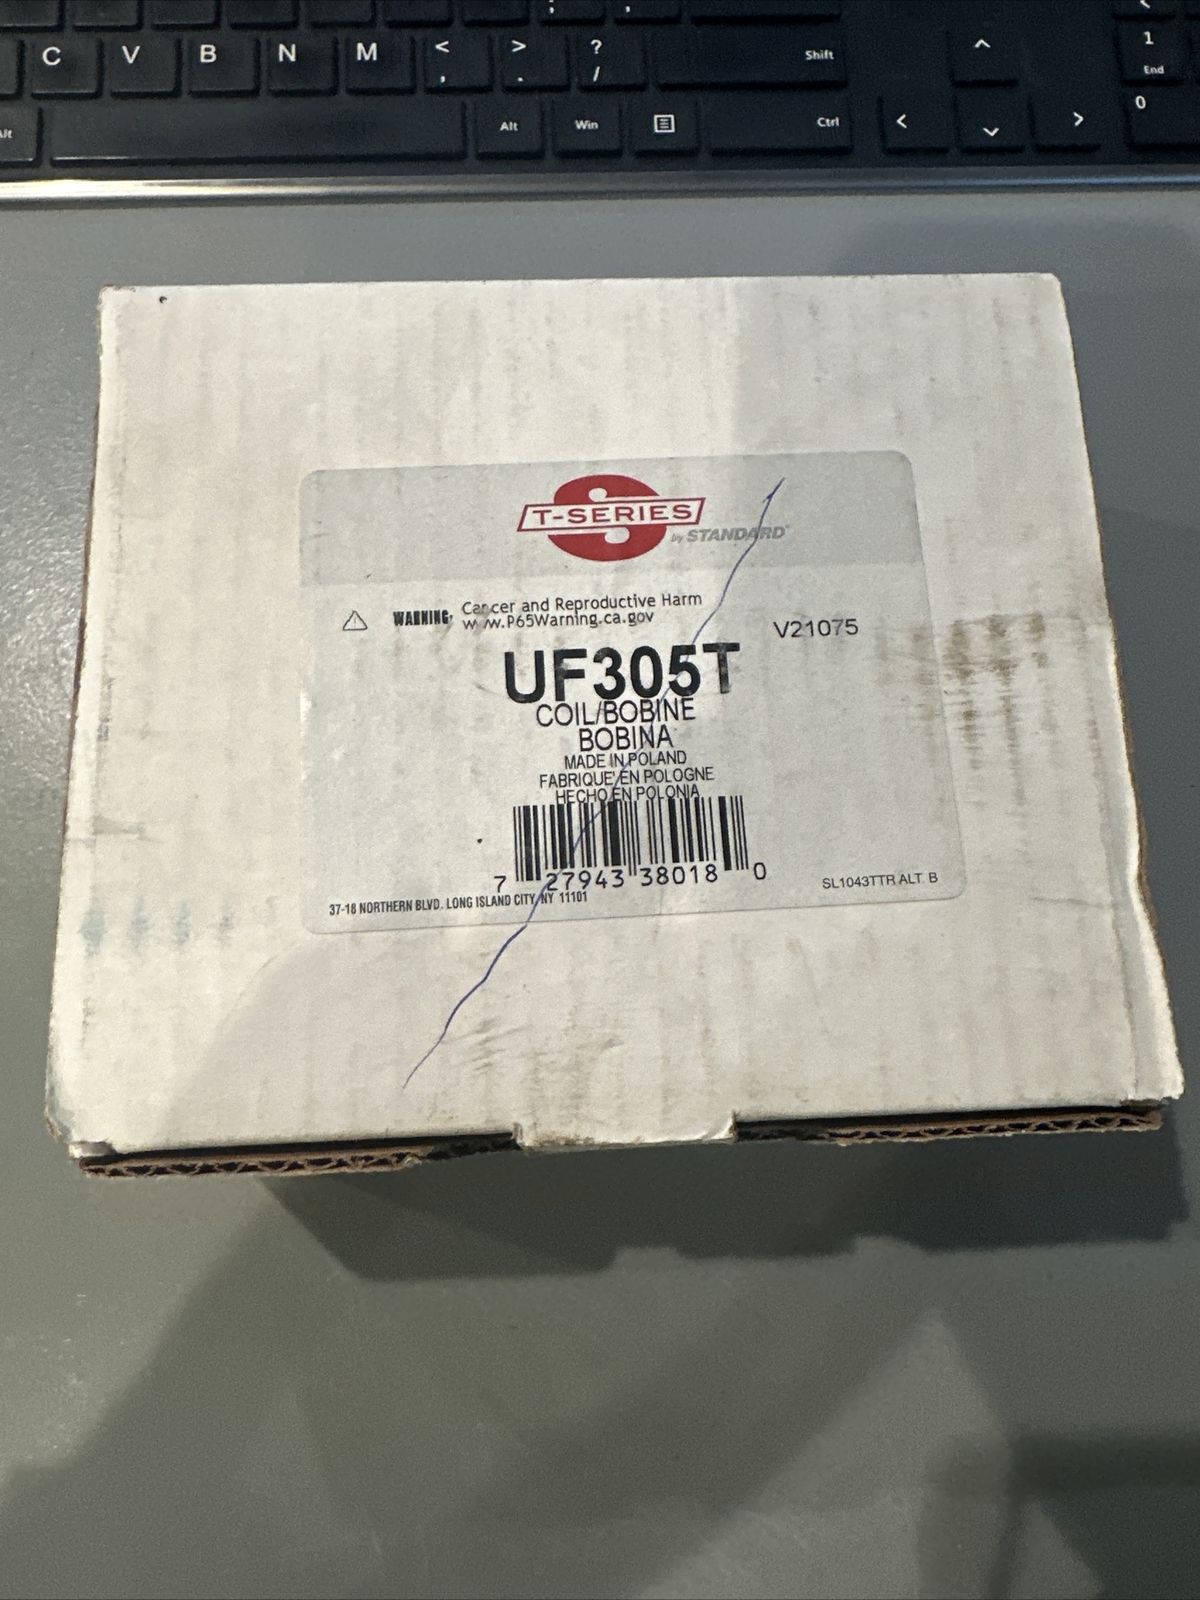 C V B N M < > ? Shift ^ < 1
, . / End
Alt Win Ctrl < > 0
T-SERIES
by STANDARD®
WARNING: Cancer and Reproductive Harm
www.P65Warning.ca.gov
V21075
UF305T
COIL/BOBINE
BOBINA
MADE IN POLAND
FABRIQUE' EN POLOGNE
HECHO EN POLONIA
7 27943 38018 0
SL1043TTR ALT. B
37-18 NORTHERN BLVD. LONG ISLAND CITY, NY 11101